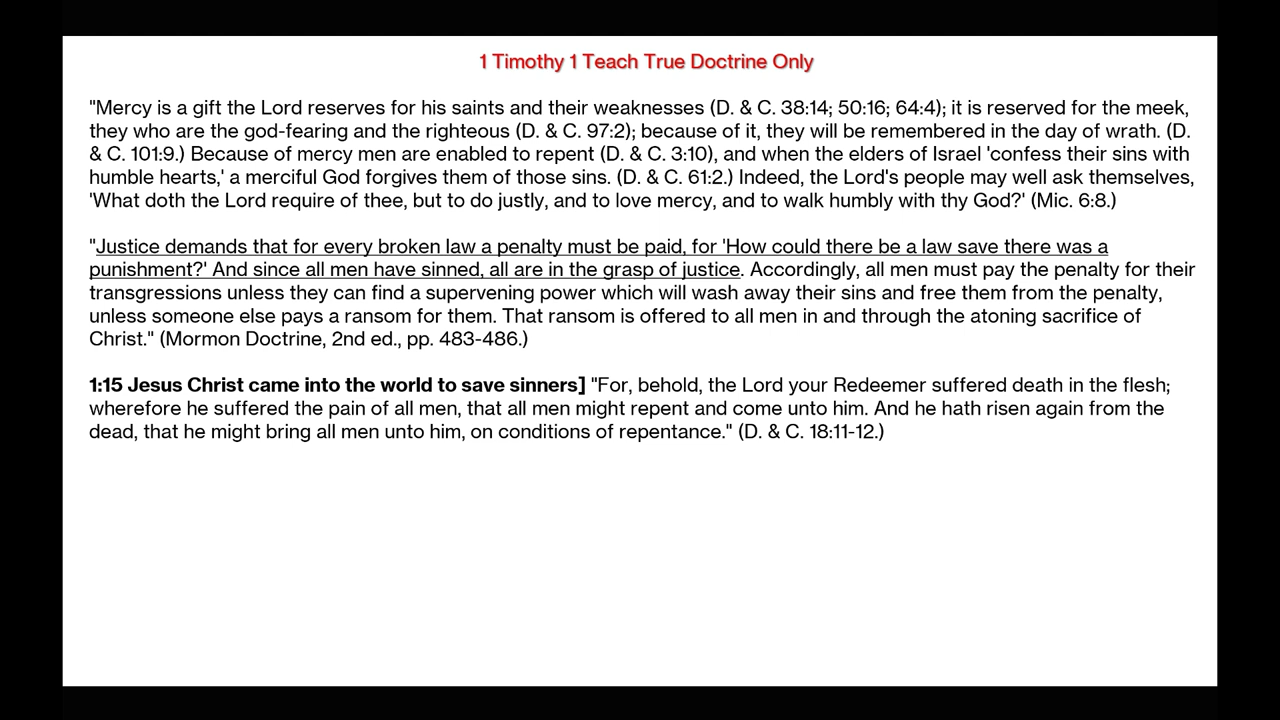 1 Timothy 1 Teach True Doctrine Only
"Mercy is a gift the Lord reserves for his saints and their weaknesses (D. & C. 38:14; 50:16; 64:4); it is reserved for the meek,
they who are the god-fearing and the righteous (D. & C. 97:2); because of it, they will be remembered in the day of wrath. (D.
& C. 101:9.) Because of mercy men are enabled to repent (D. & C. 3:10), and when the elders of Israel 'confess their sins with
humble hearts,' a merciful God forgives them of those sins. (D. & C. 61:2.) Indeed, the Lord's people may well ask themselves,
'What doth the Lord require of thee, but to do justly, and to love mercy, and to walk humbly with thy God?' (Mic. 6:8.)
"Justice demands that for every broken law a penalty must be paid, for 'How could there be a law save there was a
punishment?' And since all men have sinned, all are in the grasp of justice. Accordingly, all men must pay the penalty for their
transgressions unless they can find a supervening power which will wash away their sins and free them from the penalty,
unless someone else pays a ransom for them. That ransom is offered to all men in and through the atoning sacrifice of
Christ." (Mormon Doctrine, 2nd ed., pp. 483-486.)
1:15 Jesus Christ came into the world to save sinners] "For, behold, the Lord your Redeemer suffered death in the flesh;
wherefore he suffered the pain of all men, that all men might repent and come unto him. And he hath risen again from the
dead, that he might bring all men unto him, on conditions of repentance." (D. & C. 18:11-12.)